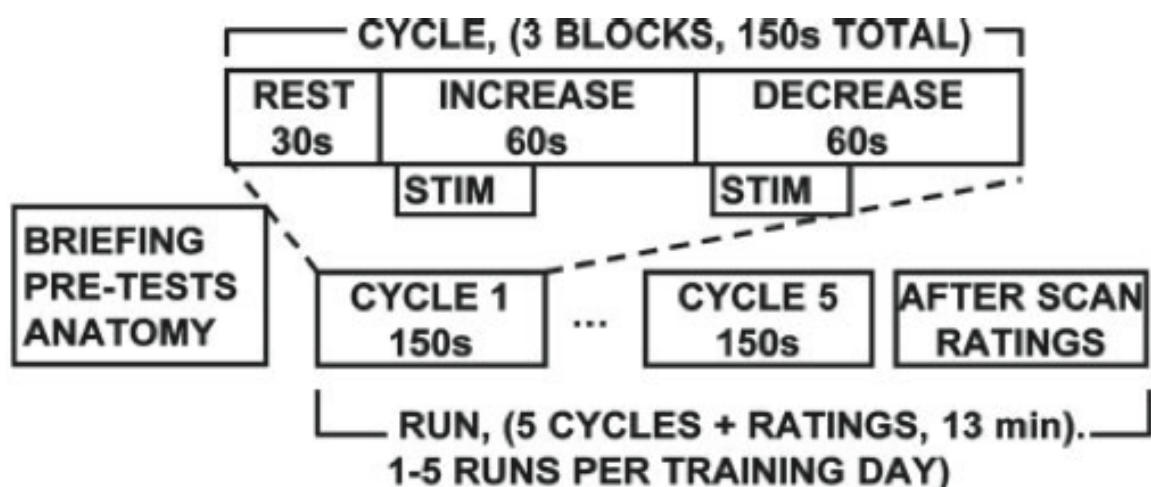 CYCLE, (3 BLOCKS, 150s TOTAL)
REST
30s
INCREASE
60s
DECREASE
60s
STIM
STIM
BRIEFING
PRE-TESTS
ANATOMY
CYCLE 1
150s
...
CYCLE 5
150s
AFTER SCAN
RATINGS
RUN, (5 CYCLES + RATINGS, 13 min).
1-5 RUNS PER TRAINING DAY)